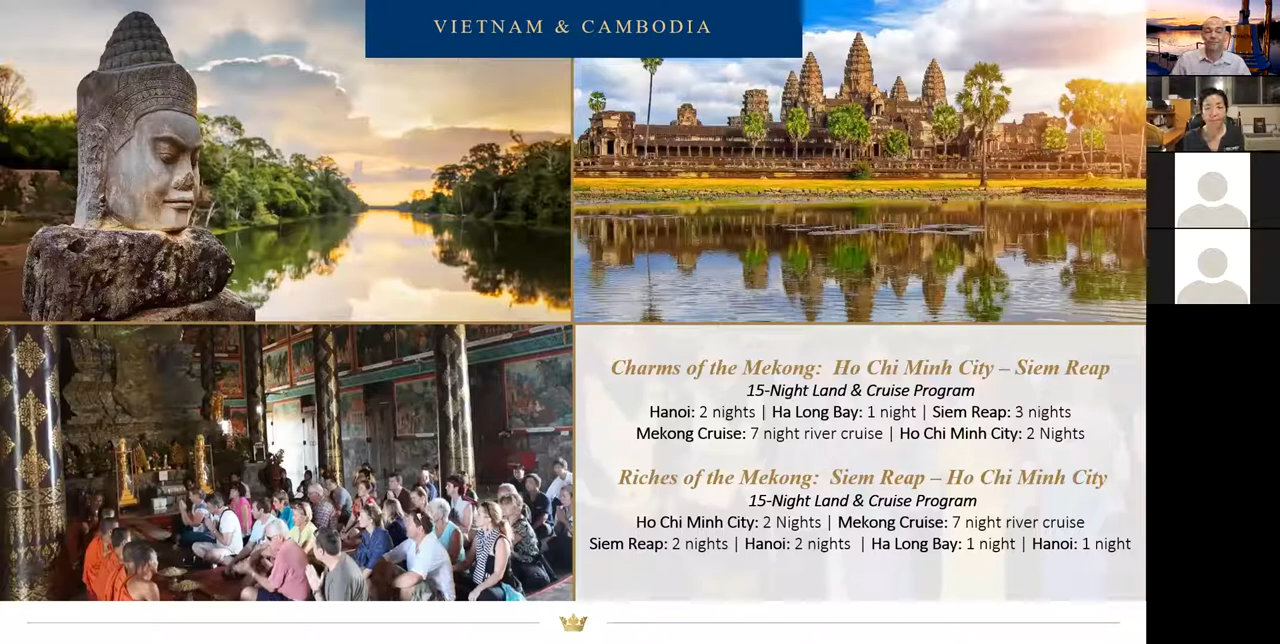 VIETNAM & CAMBODIA
Charms of the Mekong: Ho Chi Minh City – Siem Reap
15-Night Land & Cruise Program
Hanoi: 2 nights | Ha Long Bay: 1 night | Siem Reap: 3 nights
Mekong Cruise: 7 night river cruise | Ho Chi Minh City: 2 Nights
Riches of the Mekong: Siem Reap – Ho Chi Minh City
15-Night Land & Cruise Program
Ho Chi Minh City: 2 Nights | Mekong Cruise: 7 night river cruise
Siem Reap: 2 nights | Hanoi: 2 nights | Ha Long Bay: 1 night | Hanoi: 1 night